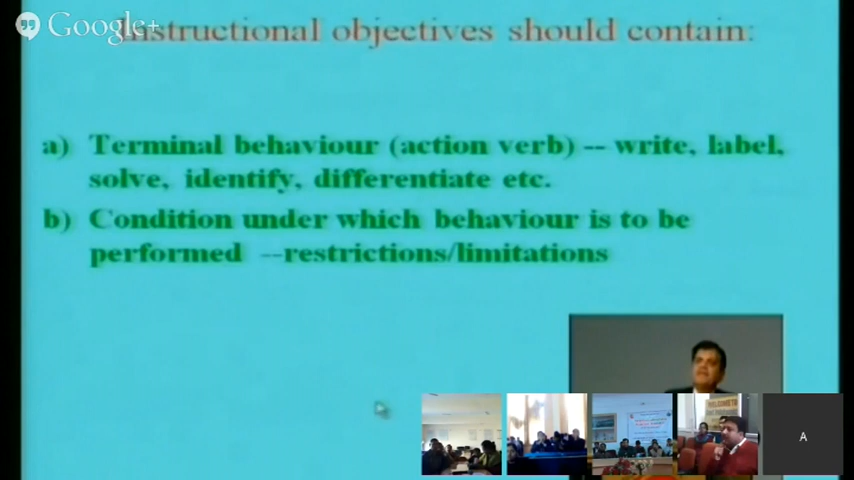 Google+
Instructional objectives should contain:
a) Terminal behaviour (action verb) -- write, label,
solve, identify, differentiate etc.
b) Condition under which behaviour is to be
performed --restrictions/limitations
A